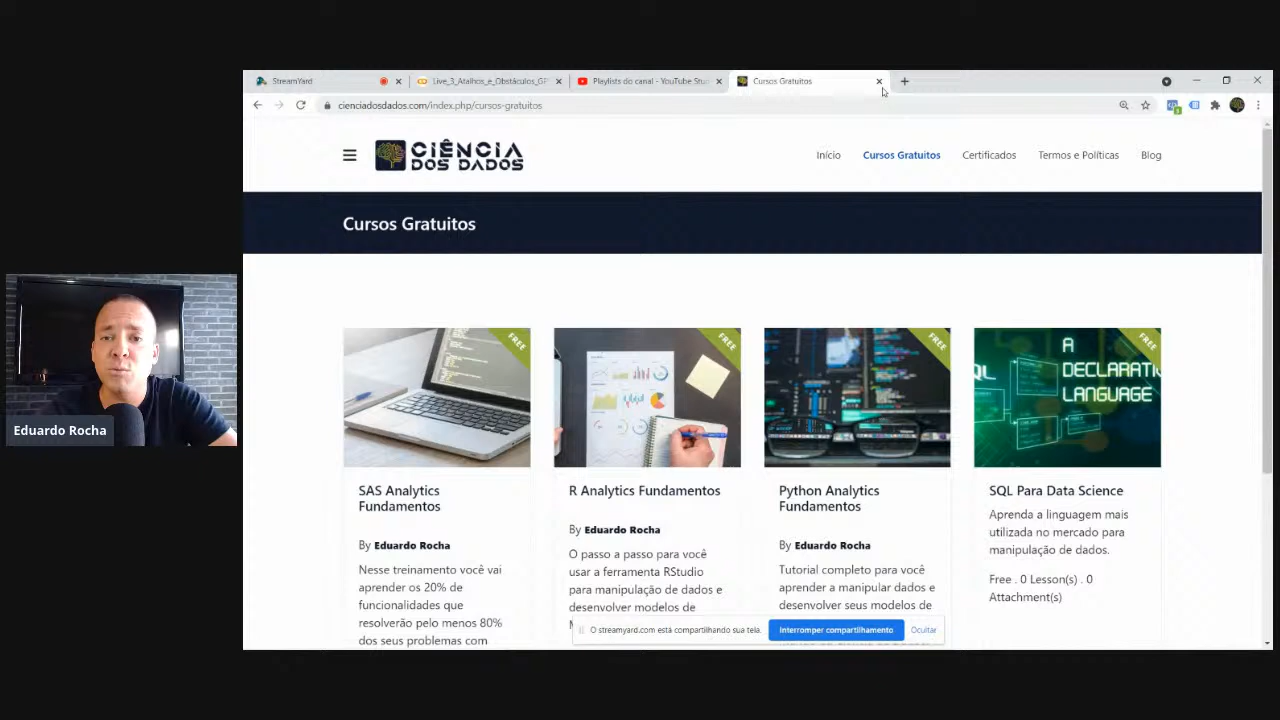 StreamYard
Live_3_Atalhos_e_Obstáculos_GF
Playlists do canal - YouTube Stu
Cursos Gratuitos
cienciadosdados.com/index.php/cursos-gratuitos
CIÊNCIA
DOS DADOS
Início
Cursos Gratuitos
Certificados
Termos e Políticas
Blog
Cursos Gratuitos
FREE
FREE
FREE
FREE
QL
A
DECLARATIV
LANGUAGE
SAS Analytics
Fundamentos
By Eduardo Rocha
Nesse treinamento você vai
aprender os 20% de
funcionalidades que
resolverão pelo menos 80%
dos seus problemas com
R Analytics Fundamentos
By Eduardo Rocha
O passo a passo para você
usar a ferramenta RStudio
para manipulação de dados e
desenvolver modelos de
Python Analytics
Fundamentos
By Eduardo Rocha
Tutorial completo para você
aprender a manipular dados e
desenvolver seus modelos de
SQL Para Data Science
Aprenda a linguagem mais
utilizada no mercado para
manipulação de dados.
Free . 0 Lesson(s) . 0
Attachment(s)
O streamyard.com está compartilhando sua tela.
Interromper compartilhamento
Ocultar
Eduardo Rocha